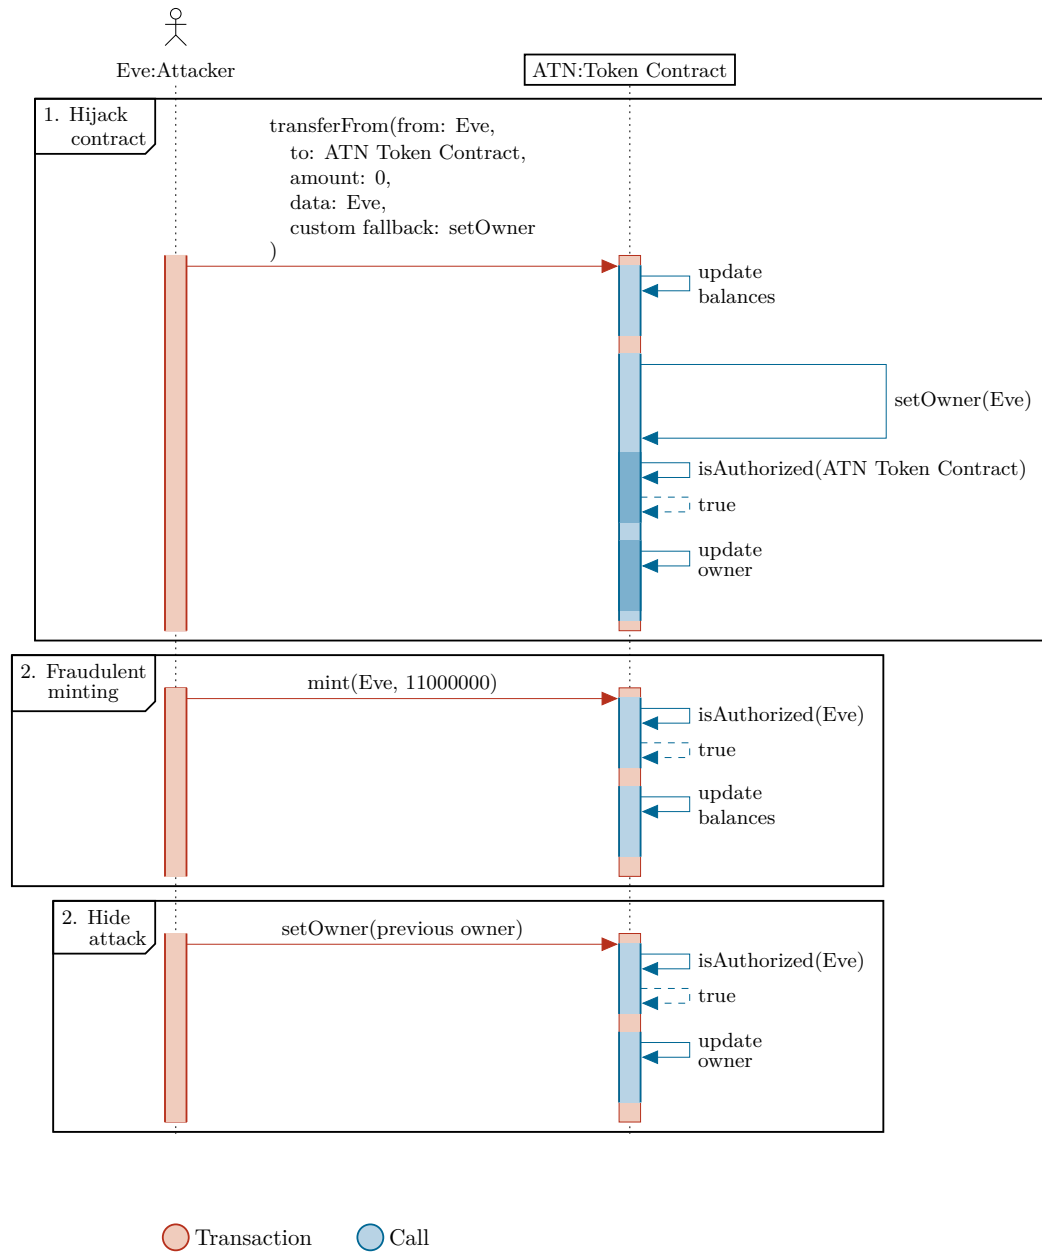 Eve:Attacker
ATN:Token Contract
1. Hijack
contract
transferFrom(from: Eve,
to: ATN Token Contract,
amount: 0,
data: Eve,
custom fallback: setOwner
)
update
balances
setOwner(Eve)
isAuthorized(ATN Token Contract)
true
update
owner
2. Fraudulent
minting
mint(Eve, 11000000)
isAuthorized(Eve)
true
update
balances
2. Hide
attack
setOwner(previous owner)
isAuthorized(Eve)
true
update
owner
Transaction
Call